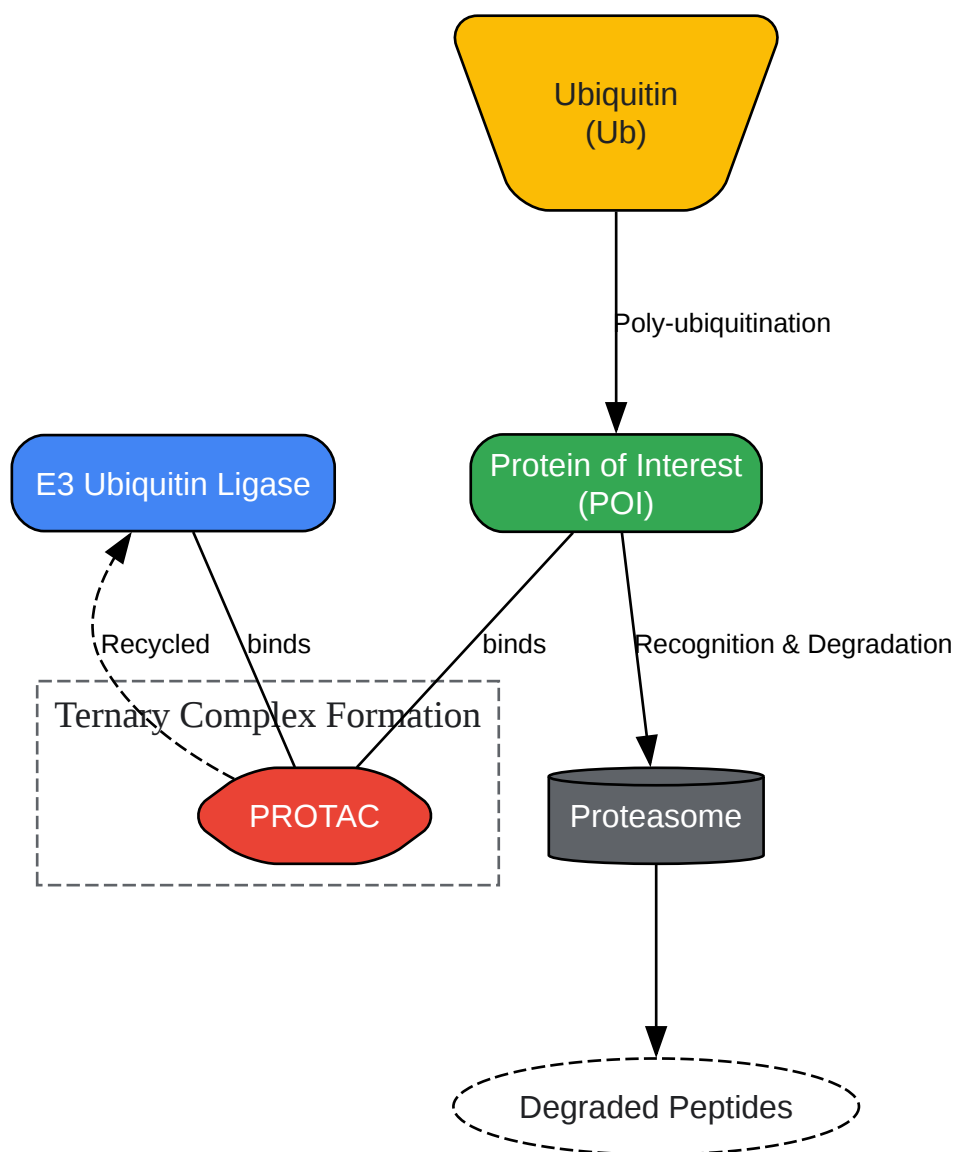 Ubiquitin
(Ub)
Poly-ubiquitination
E3 Ubiquitin Ligase
Protein of Interest
(POI)
Recycled
binds
binds
Recognition & Degradation
Ternary Complex Formation
PROTAC
Proteasome
Degraded Peptides